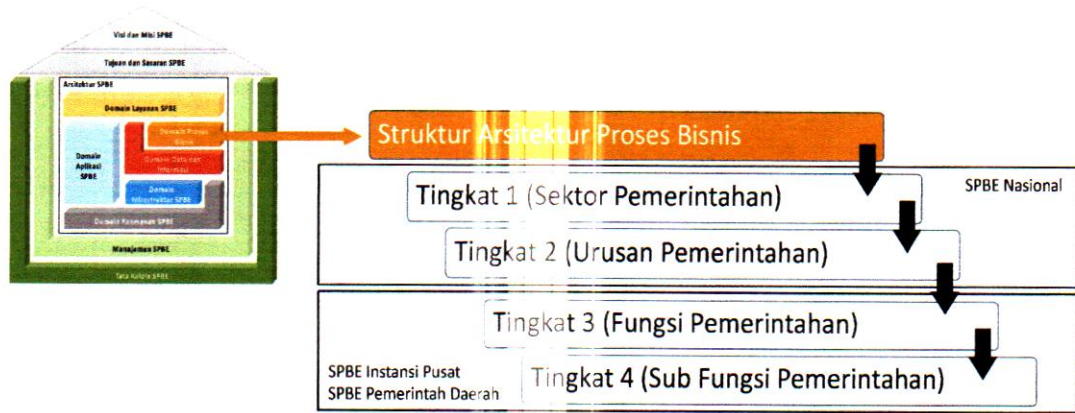 Visi dan Misi SPBE
Tujuan dan Sasaran SPBE
Arsitektur SPBE
Domain Layanan SPBE
Domain Proses
Bisnis
Domain
Aplikasi
SPBE
Domain Data dan
Informasi
Domain
Infrastruktur SPBE
Domain Keamanan SPBE
Manajemen SPBE
Tata Kelola SPBE
Struktur Arsitektur Proses Bisnis
SPBE Nasional
Tingkat 1 (Sektor Pemerintahan)
Tingkat 2 (Urusan Pemerintahan)
Tingkat 3 (Fungsi Pemerintahan)
Tingkat 4 (Sub Fungsi Pemerintahan)
SPBE Instansi Pusat
SPBE Pemerintah Daerah